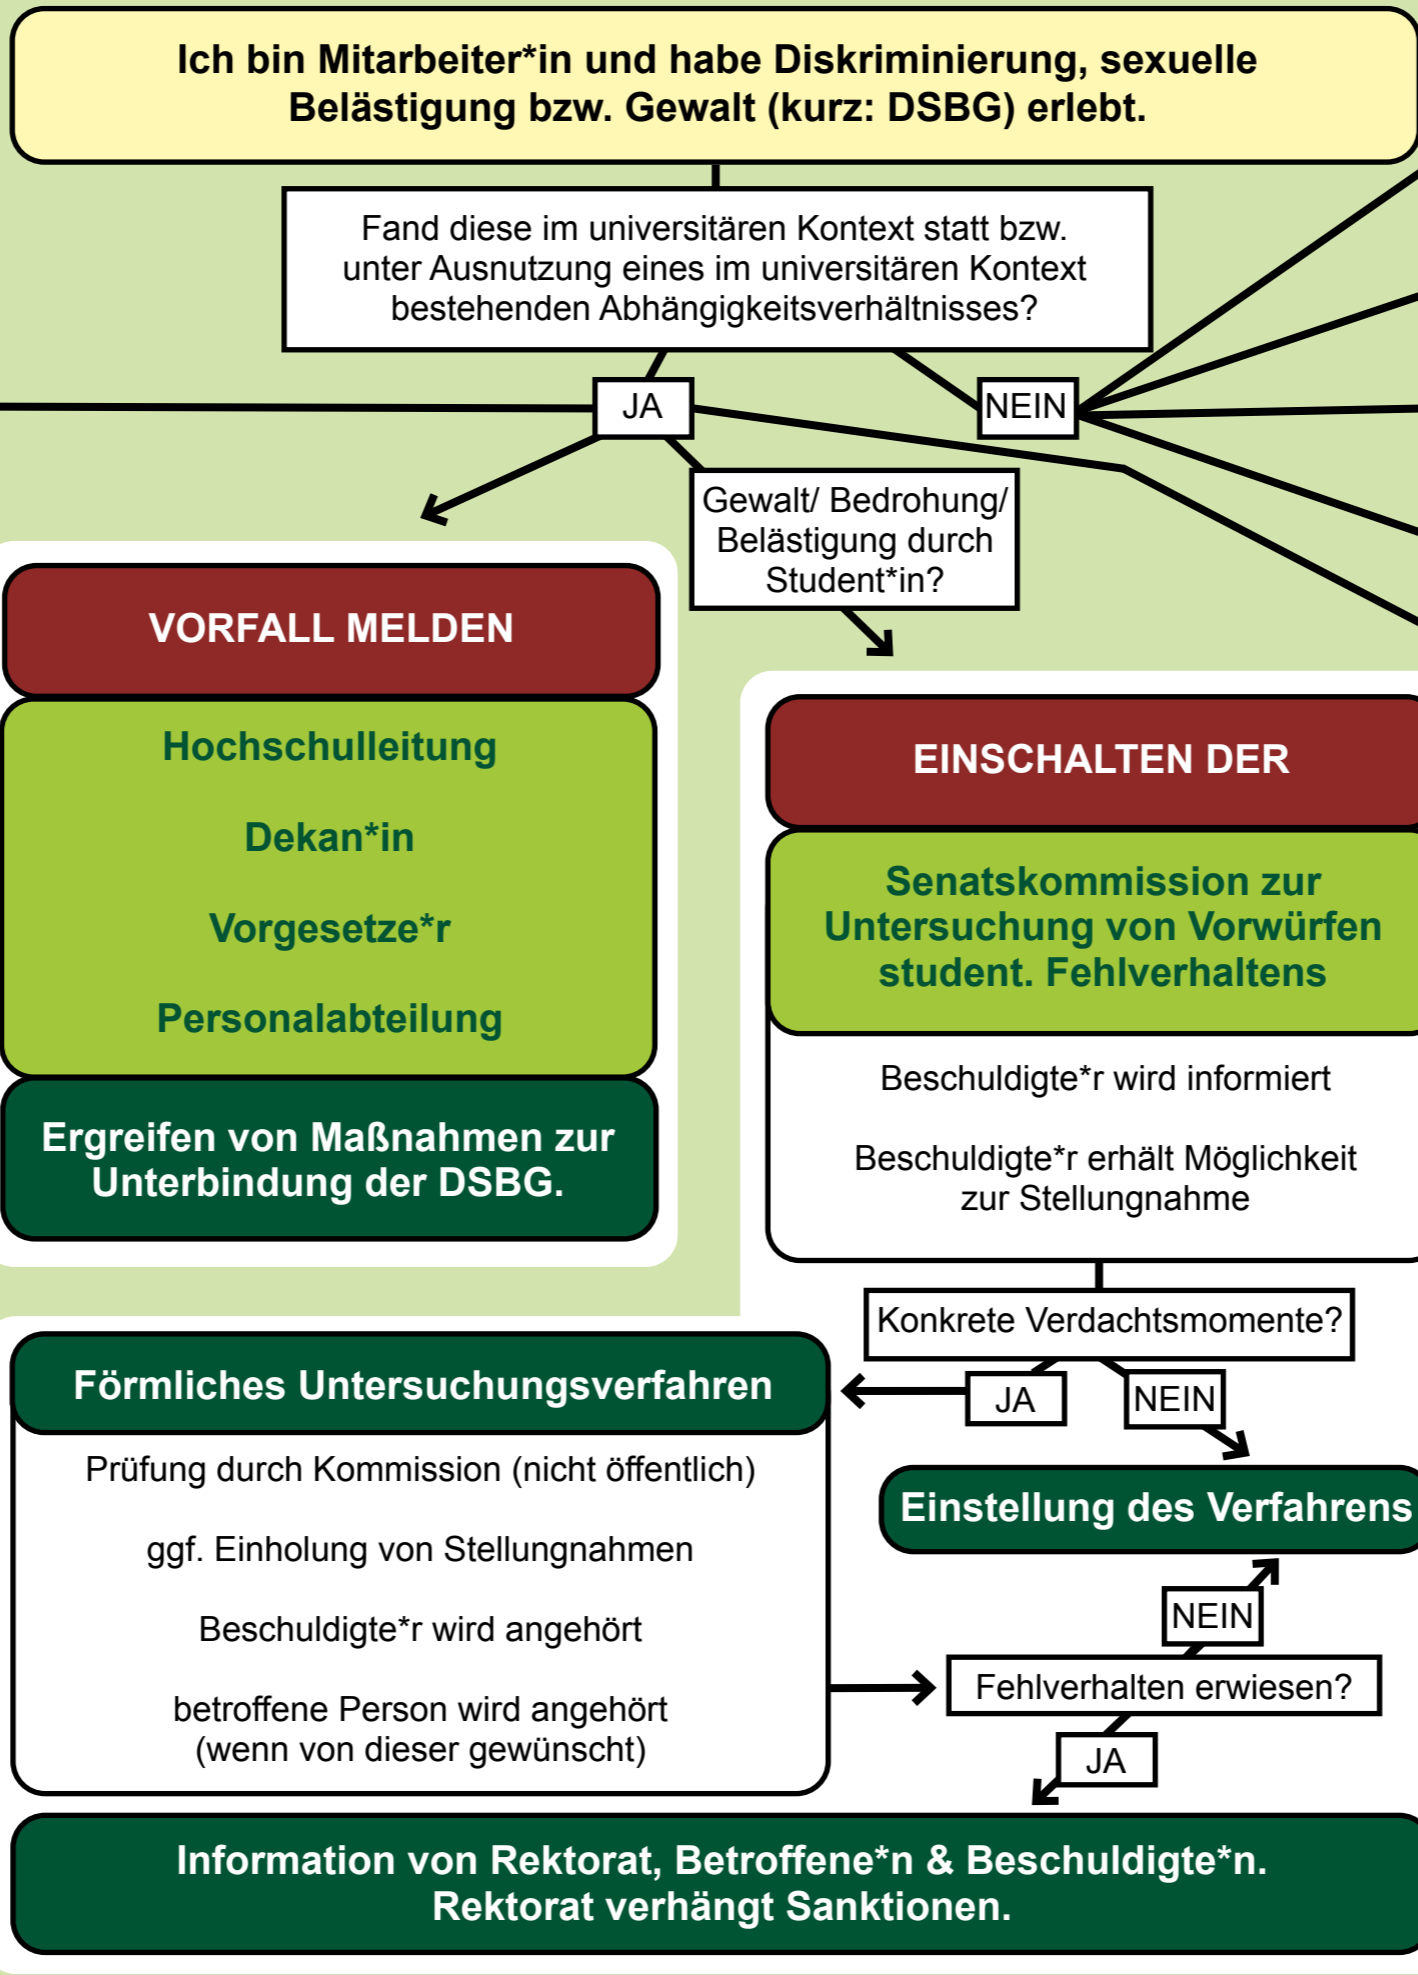 Ich bin Mitarbeiter*in und habe Diskriminierung, sexuelle
Belästigung bzw. Gewalt (kurz: DSBG) erlebt.
Fand diese im universitären Kontext statt bzw.
unter Ausnutzung eines im universitären Kontext
bestehenden Abhängigkeitsverhältnisses?
JA
NEIN
Gewalt/ Bedrohung/
Belästigung durch
Student*in?
VORFALL MELDEN
Hochschulleitung
Dekan*in
Vorgesetze*r
Personalabteilung
Ergreifen von Maßnahmen zur
Unterbindung der DSBG.
EINSCHALTEN DER
Senatskommission zur
Untersuchung von Vorwürfen
student. Fehlverhaltens
Beschuldigte*r wird informiert
Beschuldigte*r erhält Möglichkeit
zur Stellungnahme
Konkrete Verdachtsmomente?
JA
NEIN
Förmliches Untersuchungsverfahren
Prüfung durch Kommission (nicht öffentlich)
ggf. Einholung von Stellungnahmen
Beschuldigte*r wird angehört
betroffene Person wird angehört
(wenn von dieser gewünscht)
Einstellung des Verfahrens
NEIN
Fehlverhalten erwiesen?
JA
Information von Rektorat, Betroffene*n & Beschuldigte*n.
Rektorat verhängt Sanktionen.